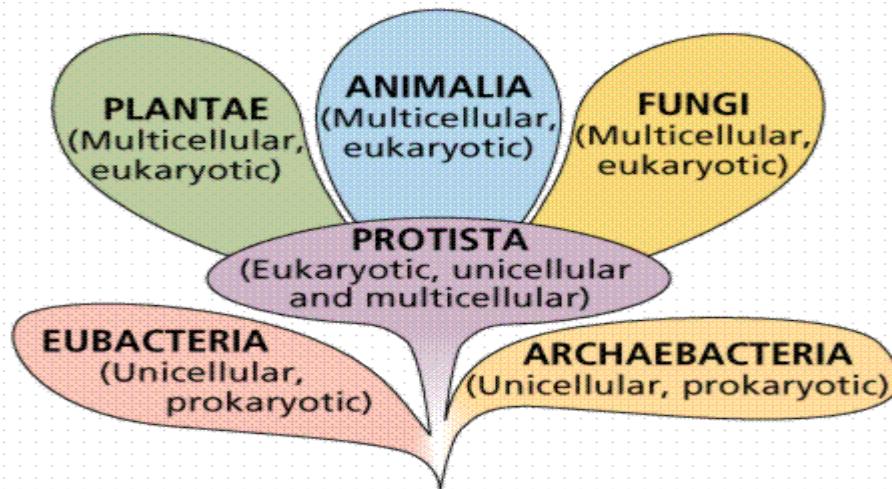 PLANTAE
(Multicellular,
eukaryotic)
ANIMALIA
(Multicellular,
eukaryotic)
FUNGI
(Multicellular,
eukaryotic)
PROTISTA
(Eukaryotic, unicellular
and multicellular)
EUBACTERIA
(Unicellular,
prokaryotic)
ARCHAEBACTERIA
(Unicellular, prokaryotic)